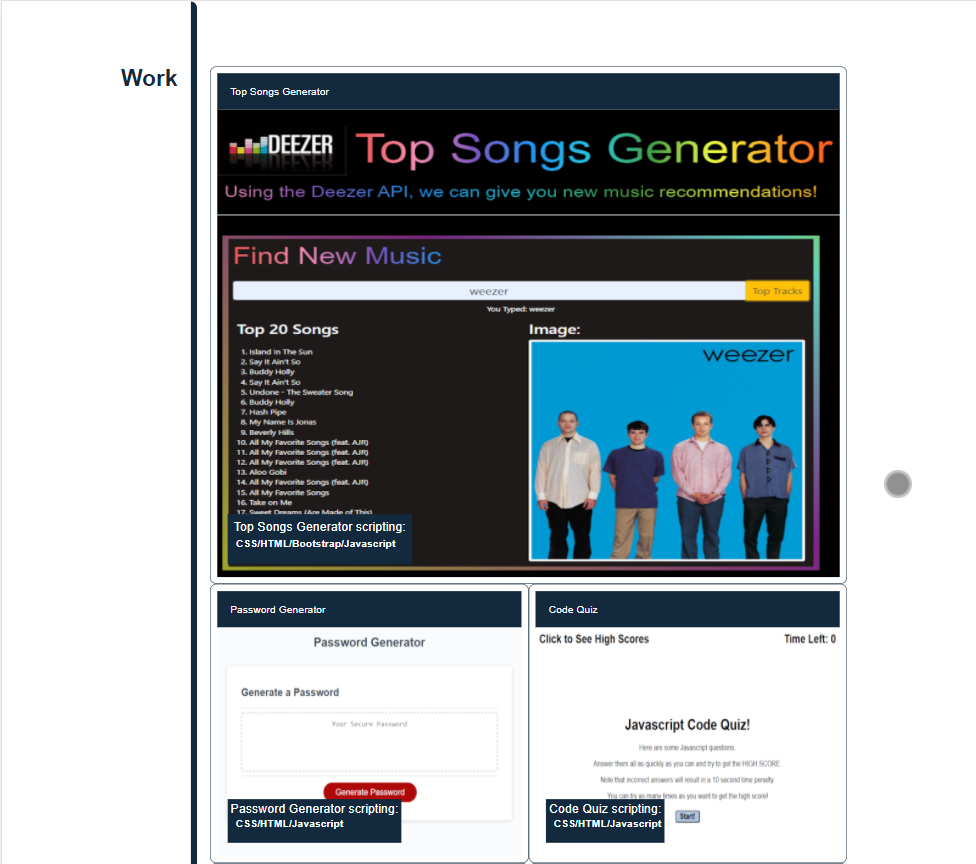 Work
Top Songs Generator
DEEZER Top Songs Generator
Using the Deezer API, we can give you new music recommendations!
Find New Music
weezer
Top Tracks
You Typed: weezer
Top 20 Songs
1. Island In The Sun
2. Say It Ain't So
3. Buddy Holly
4. Say It Ain't So
5. Undone - The Sweater Song
6. Buddy Holly
7. Hash Pipe
8. My Name Is Jonas
9. Beverly Hills
10. All My Favorite Songs (feat. AJR)
11. All My Favorite Songs (feat. AJR)
12. All My Favorite Songs (feat. AJR)
13. Aloo Gobi
14. All My Favorite Songs (feat. AJR)
15. All My Favorite Songs
16. Take on Me
17. Sweet Dreams (Are Made of This)
Image:
weezer
Top Songs Generator scripting:
CSS/HTML/Bootstrap/Javascript
Password Generator
Password Generator
Generate a Password
Your Secure Password
Generate Password
Password Generator scripting:
CSS/HTML/Javascript
Code Quiz
Click to See High Scores
Time Left: 0
Javascript Code Quiz!
Here are some Javascript questions.
Answer them all as quickly as you can and try to get the HIGH SCORE.
Note that incorrect answers will result in a 10 second time penalty
You can try as many times as you want to get the high score!
Start!
Code Quiz scripting:
CSS/HTML/Javascript